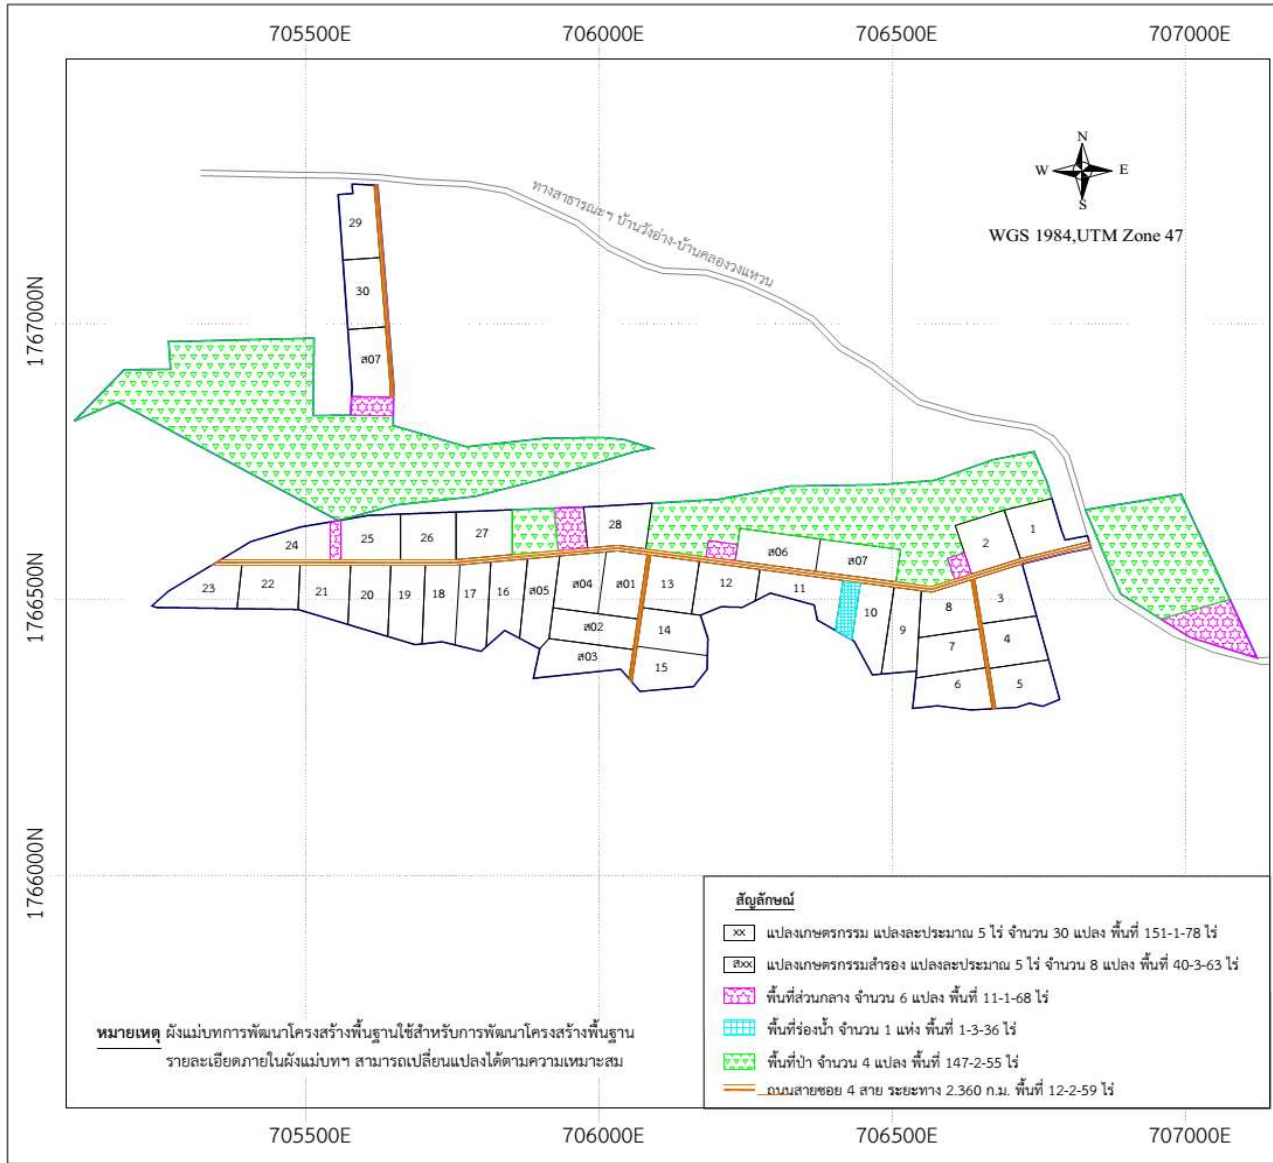 705500E 706000E 706500E 707000E
N
W E
S
WGS 1984,UTM Zone 47
ทางสาธารณะฯ บ้านวังอ่าง-บ้านคลองวงแหวน
1767000N
1766500N
1766000N
29
30
ส07
24 25 26 27 28
ส06 ส07
2 1
23 22 21 20 19 18 17 16 ส05 ส04 ส01 13 12 11 10 9 8 3
ส02 14 7 4
ส03 15 6 5
สัญลักษณ์
xx แปลงเกษตรกรรม แปลงละประมาณ 5 ไร่ จำนวน 30 แปลง พื้นที่ 151-1-78 ไร่
สxx แปลงเกษตรกรรมสำรอง แปลงละประมาณ 5 ไร่ จำนวน 8 แปลง พื้นที่ 40-3-63 ไร่
พื้นที่ส่วนกลาง จำนวน 6 แปลง พื้นที่ 11-1-68 ไร่
พื้นที่ร่องน้ำ จำนวน 1 แห่ง พื้นที่ 1-3-36 ไร่
พื้นที่ป่า จำนวน 4 แปลง พื้นที่ 147-2-55 ไร่
ถนนสายซอย 4 สาย ระยะทาง 2.360 ก.ม. พื้นที่ 12-2-59 ไร่
หมายเหตุ ผังแม่บทการพัฒนาโครงสร้างพื้นฐานใช้สำหรับการพัฒนาโครงสร้างพื้นฐาน
รายละเอียดภายในผังแม่บทฯ สามารถเปลี่ยนแปลงได้ตามความเหมาะสม
705500E 706000E 706500E 707000E